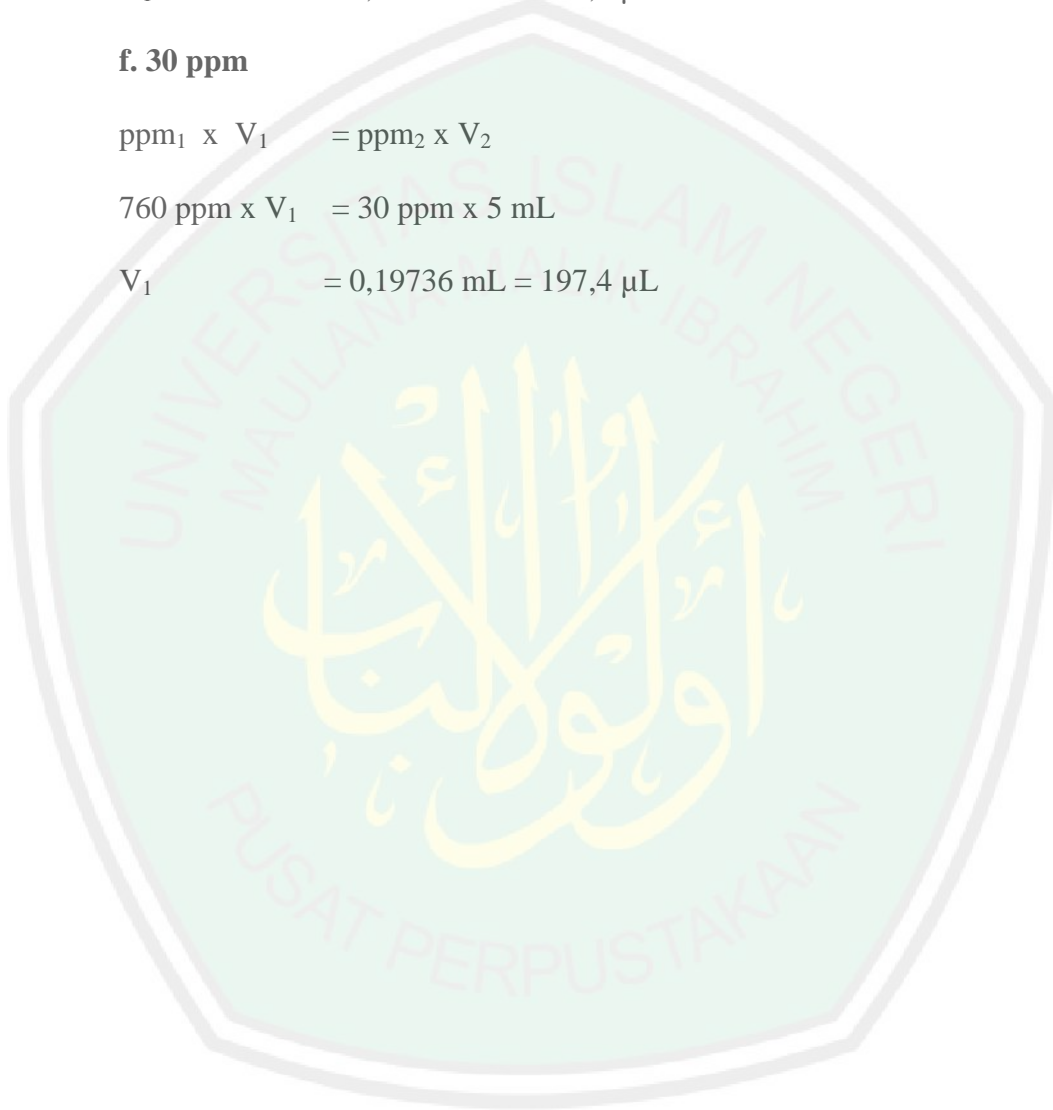 f. 30 ppm
ppm₁ x V₁ = ppm₂ x V₂
760 ppm x V₁ = 30 ppm x 5 mL
V₁ = 0,19736 mL = 197,4 µL
UNIVERSITAS ISLAM NEGERI
MAULANA MALIK IBRAHIM
PUSAT PERPUSTAKAAN